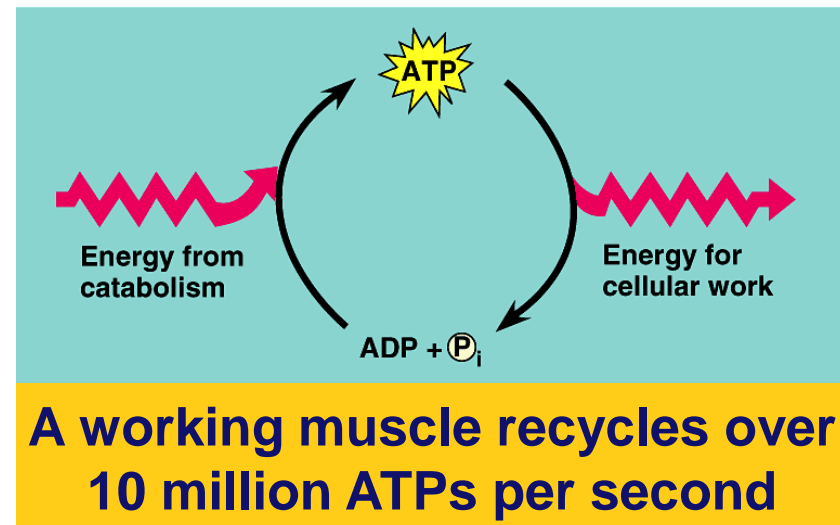 ATP
Energy from
catabolism
Energy for
cellular work
ADP + Pi
A working muscle recycles over
10 million ATPs per second